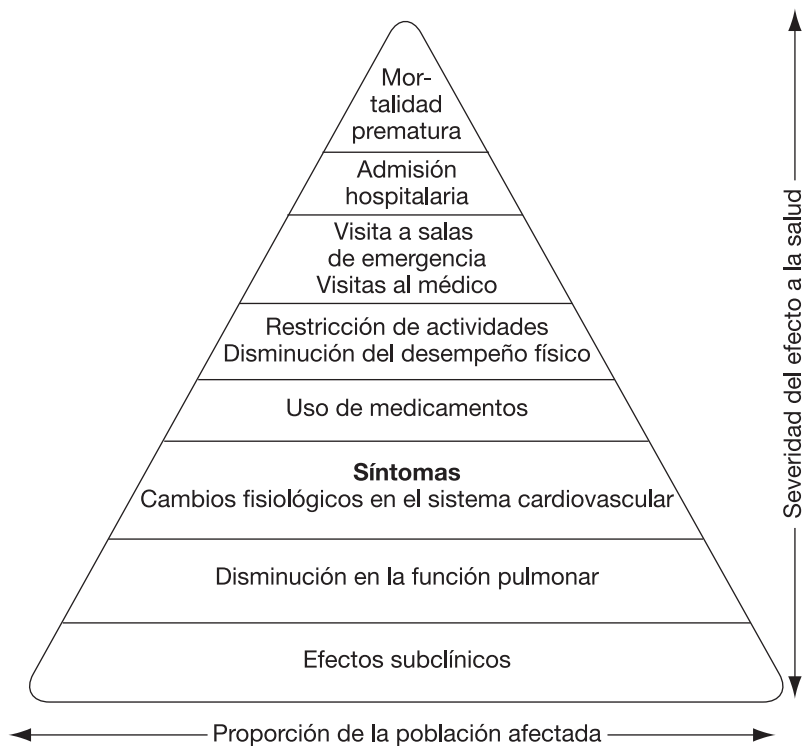 Mor-
talidad
prematura
Admisión
hospitalaria
Visita a salas
de emergencia
Visitas al médico
Restricción de actividades
Disminución del desempeño físico
Uso de medicamentos
Síntomas
Cambios fisiológicos en el sistema cardiovascular
Disminución en la función pulmonar
Efectos subclínicos
Proporción de la población afectada
Severidad del efecto a la salud